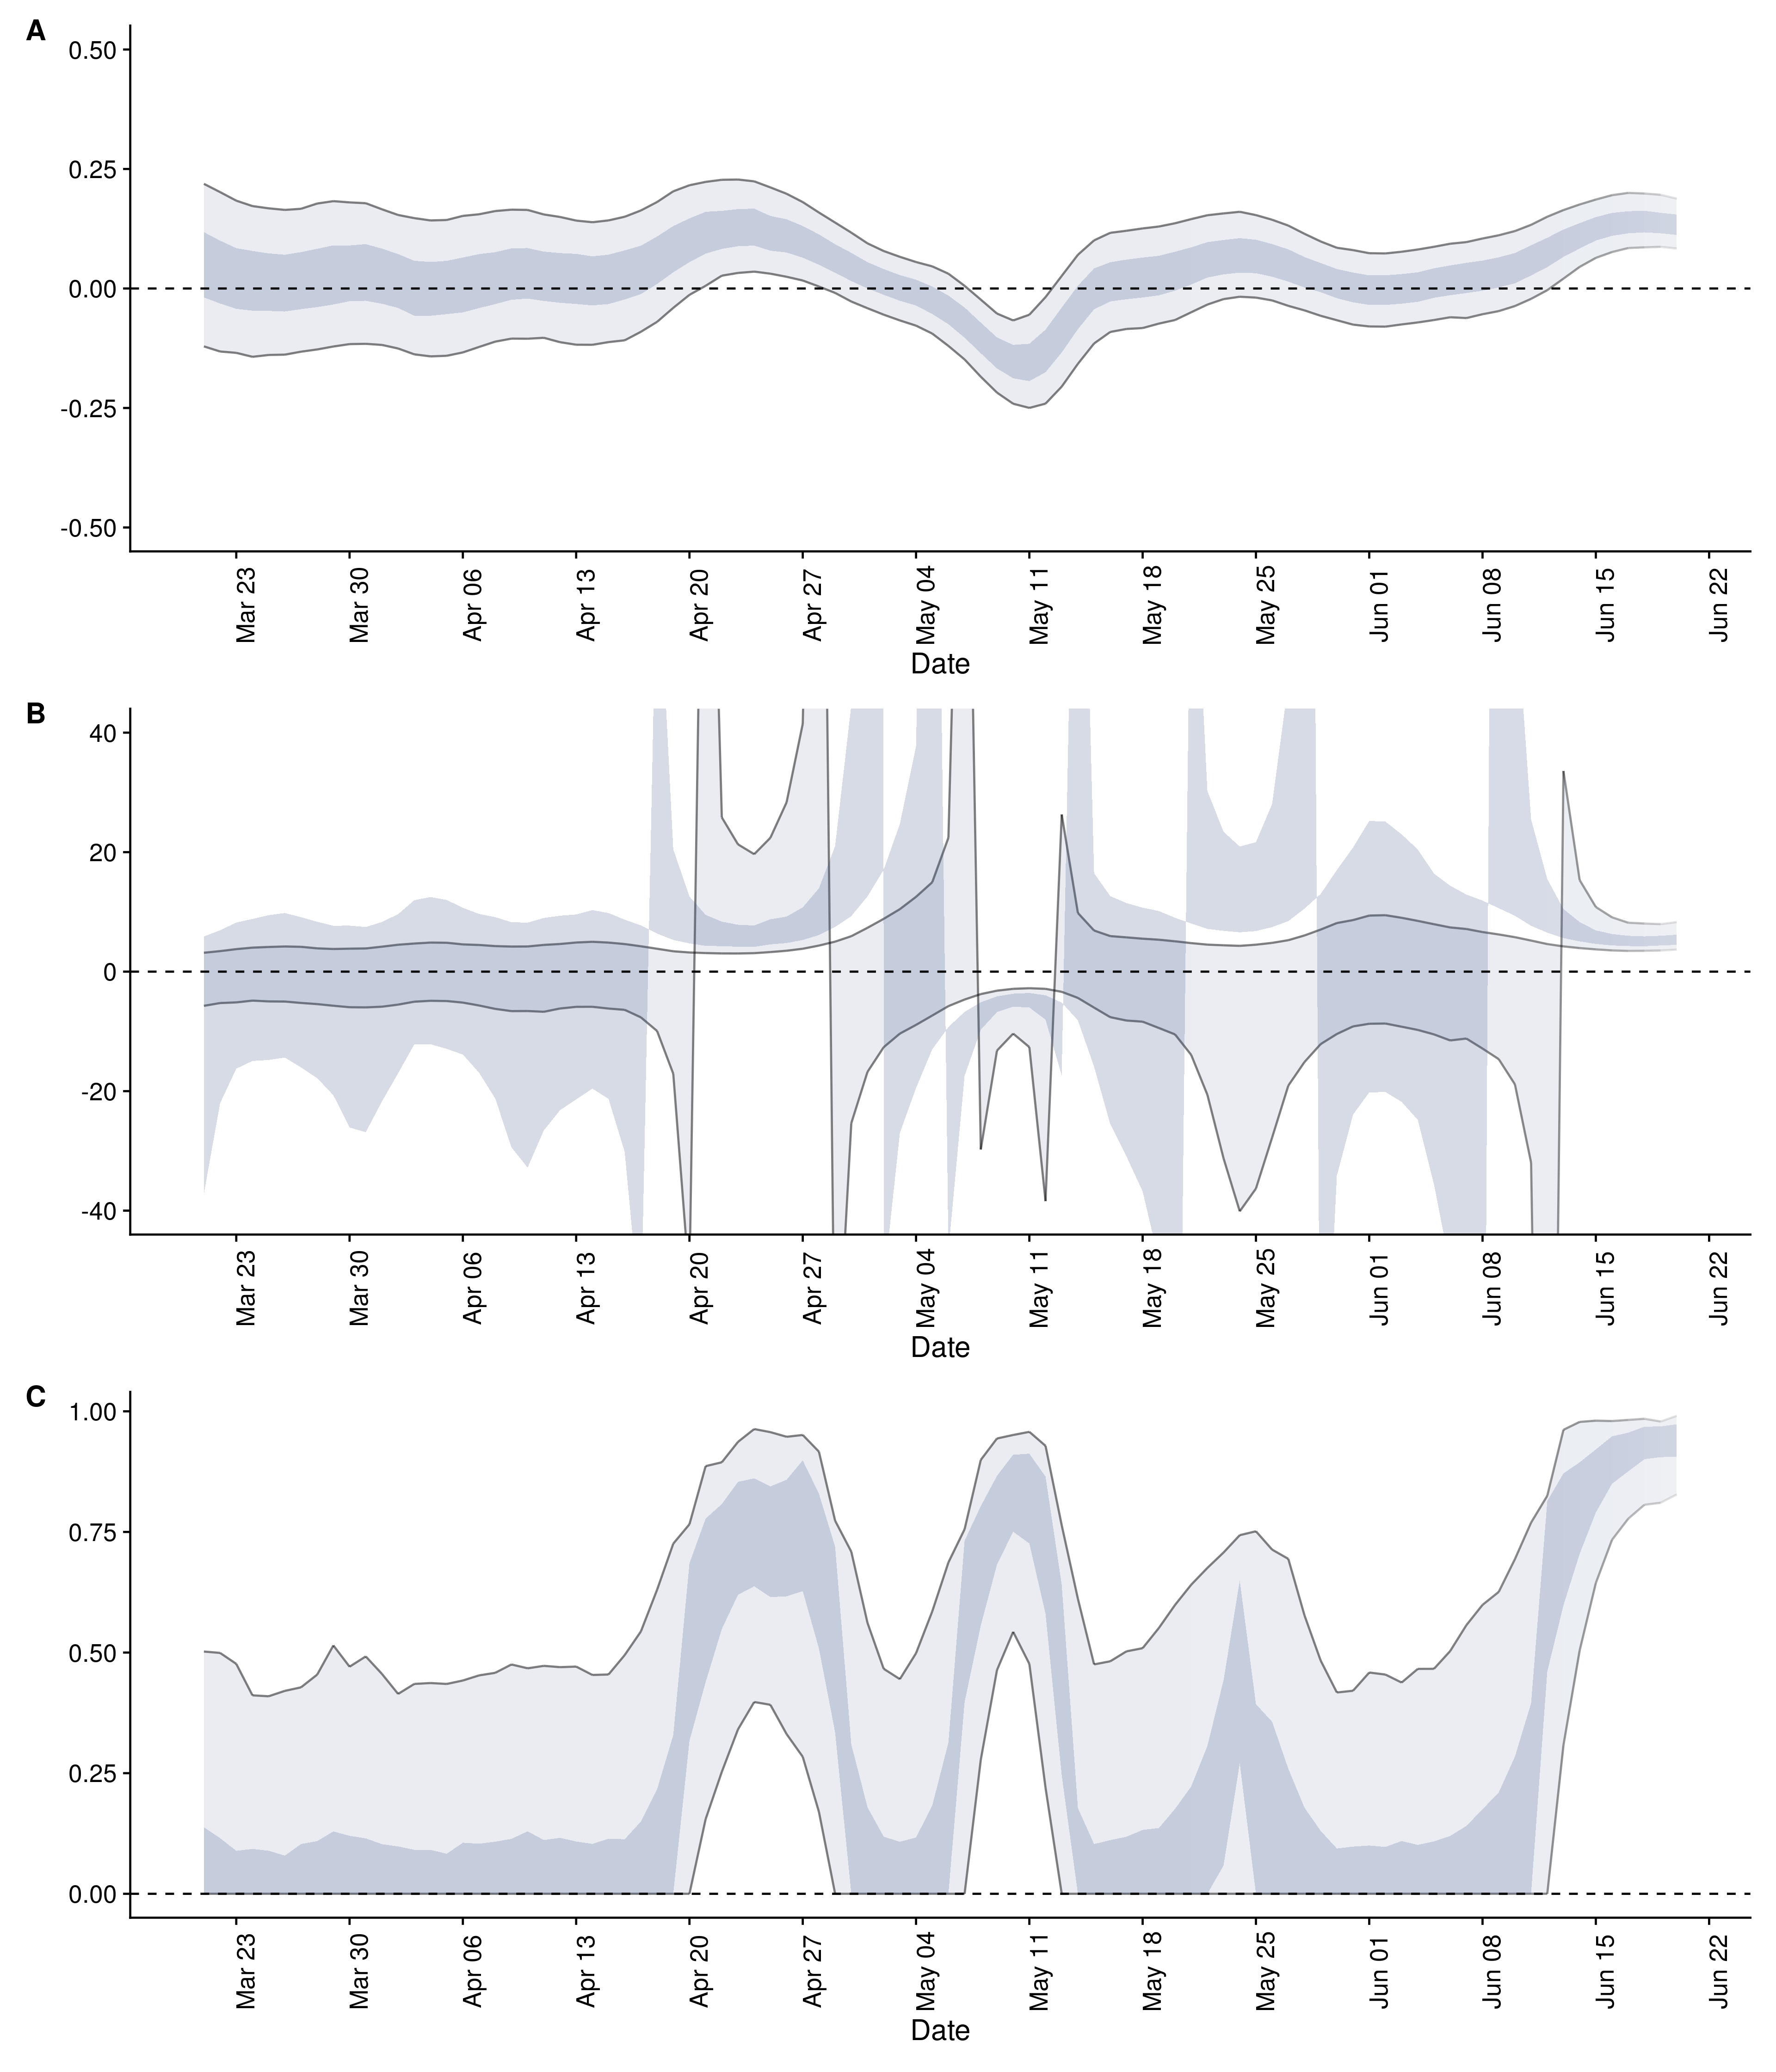 A
0.50
0.25
0.00
-0.25
-0.50
Mar 23
Mar 30
Apr 06
Apr 13
Apr 20
Apr 27
May 04
May 11
May 18
May 25
Jun 01
Jun 08
Jun 15
Jun 22
Date
B
40
20
0
-20
-40
Mar 23
Mar 30
Apr 06
Apr 13
Apr 20
Apr 27
May 04
May 11
May 18
May 25
Jun 01
Jun 08
Jun 15
Jun 22
Date
C
1.00
0.75
0.50
0.25
0.00
Mar 23
Mar 30
Apr 06
Apr 13
Apr 20
Apr 27
May 04
May 11
May 18
May 25
Jun 01
Jun 08
Jun 15
Jun 22
Date